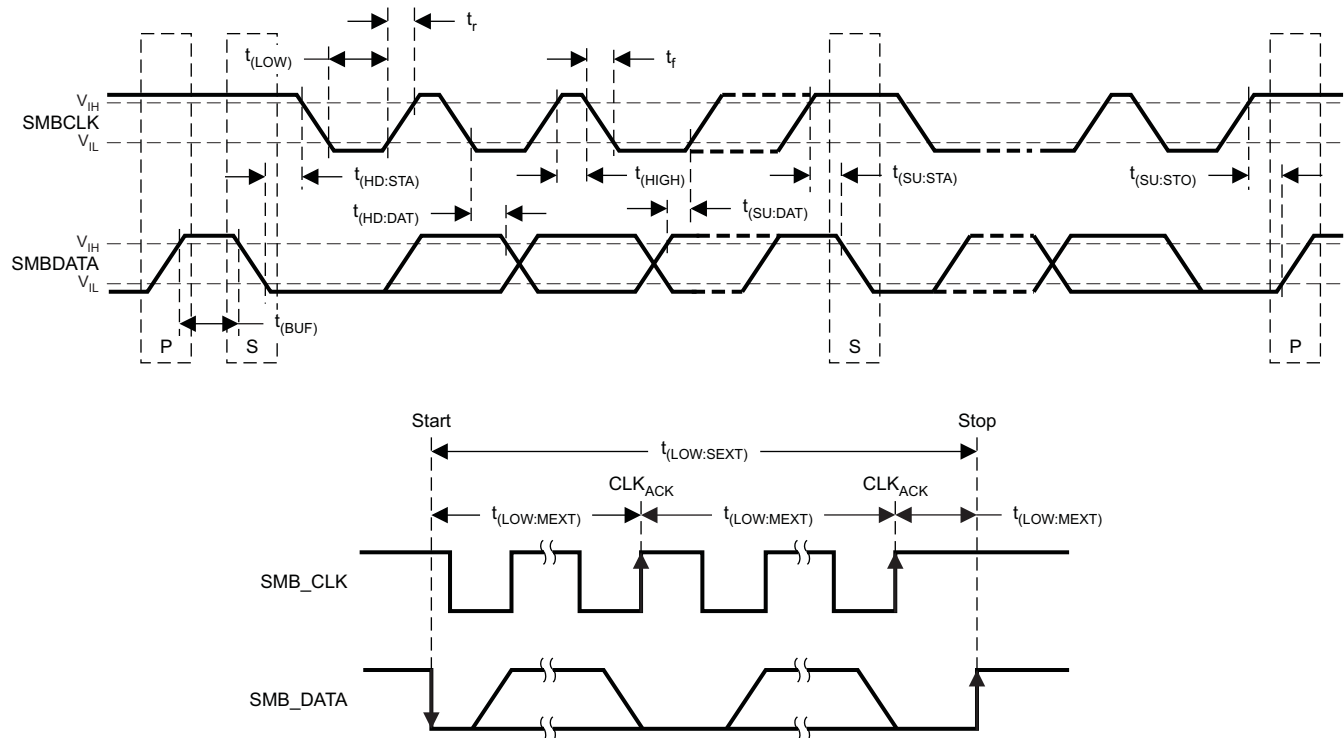 t(LOW)
tr
tf
VIH
SMBCLK
VIL
t(HD:STA)
t(HIGH)
t(SU:STA)
t(SU:STO)
t(HD:DAT)
t(SU:DAT)
VIH
SMBDATA
VIL
t(BUF)
P S S P
Start Stop
t(LOW:SEXT)
CLKACK CLKACK
t(LOW:MEXT) t(LOW:MEXT) t(LOW:MEXT)
SMB_CLK
SMB_DATA